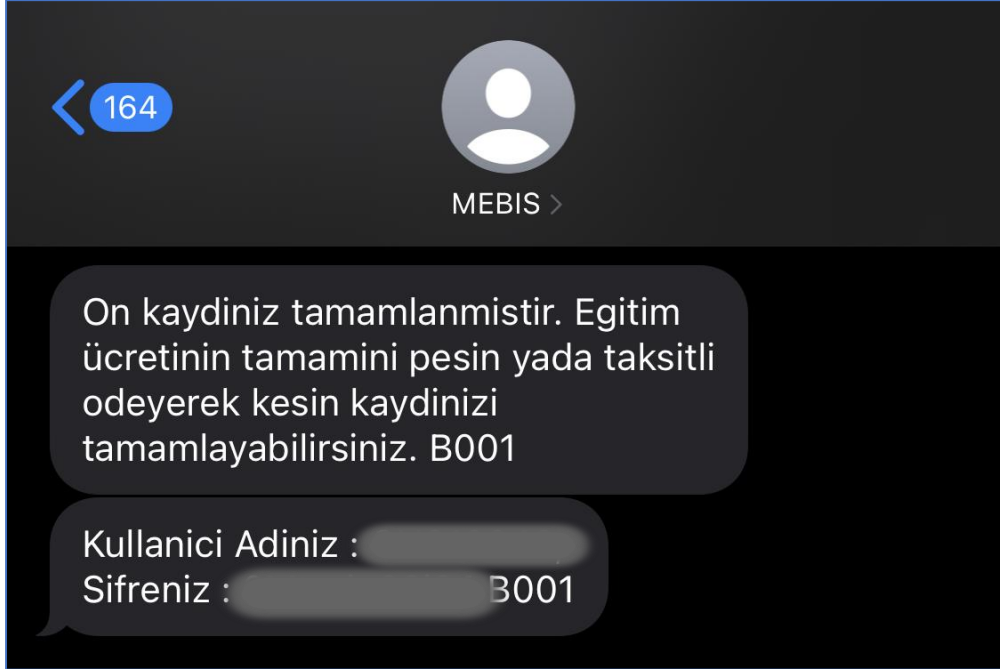 164
MEBIS
On kaydiniz tamamlanmistir. Egitim
ücretinin tamamini pesin yada taksitli
odeyerek kesin kaydinizi
tamamlayabilirsiniz. B001
Kullanici Adiniz :
Sifreniz : B001